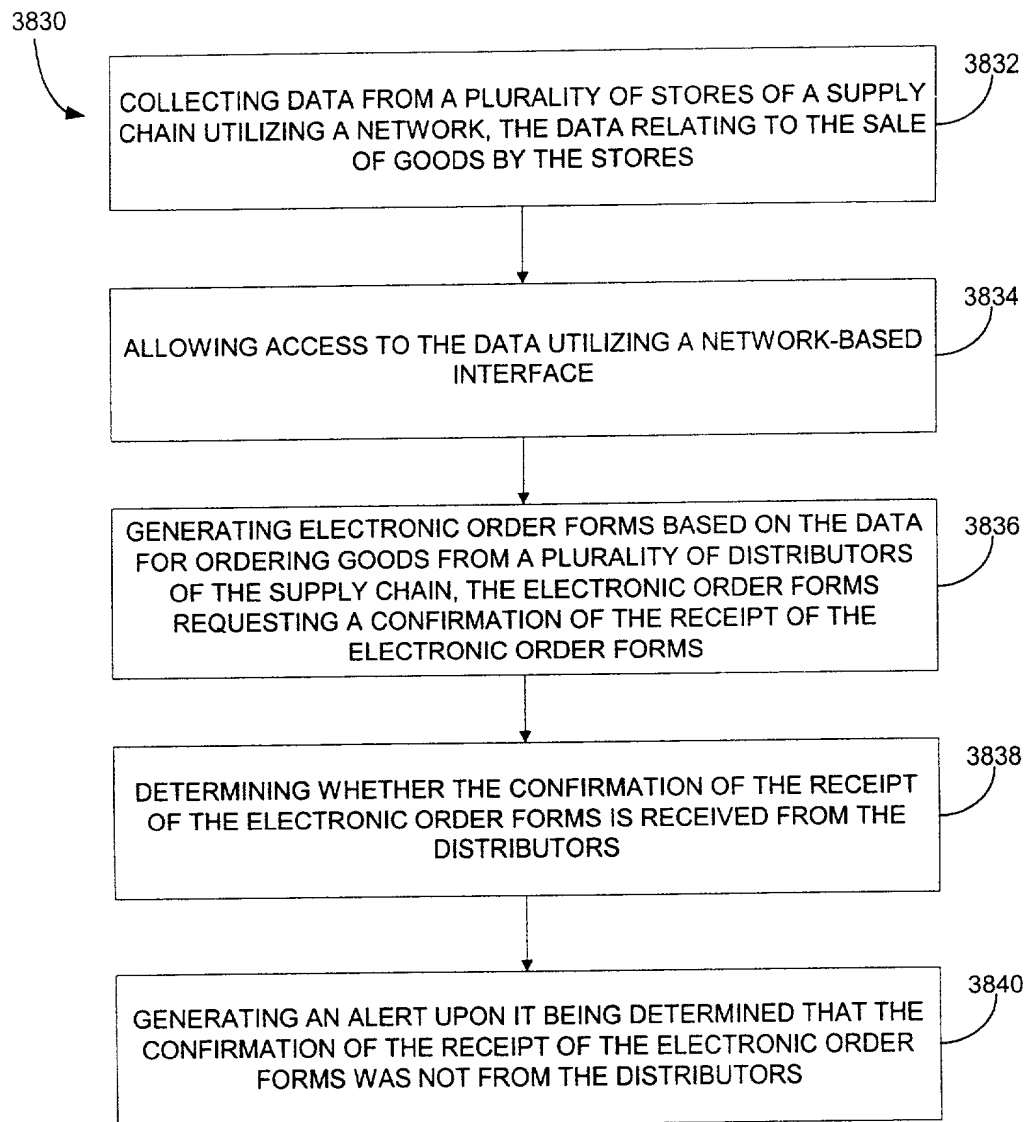 3830
3832
COLLECTING DATA FROM A PLURALITY OF STORES OF A SUPPLY
CHAIN UTILIZING A NETWORK, THE DATA RELATING TO THE SALE
OF GOODS BY THE STORES
3834
ALLOWING ACCESS TO THE DATA UTILIZING A NETWORK-BASED
INTERFACE
3836
GENERATING ELECTRONIC ORDER FORMS BASED ON THE DATA
FOR ORDERING GOODS FROM A PLURALITY OF DISTRIBUTORS
OF THE SUPPLY CHAIN, THE ELECTRONIC ORDER FORMS
REQUESTING A CONFIRMATION OF THE RECEIPT OF THE
ELECTRONIC ORDER FORMS
3838
DETERMINING WHETHER THE CONFIRMATION OF THE RECEIPT
OF THE ELECTRONIC ORDER FORMS IS RECEIVED FROM THE
DISTRIBUTORS
3840
GENERATING AN ALERT UPON IT BEING DETERMINED THAT THE
CONFIRMATION OF THE RECEIPT OF THE ELECTRONIC ORDER
FORMS WAS NOT FROM THE DISTRIBUTORS